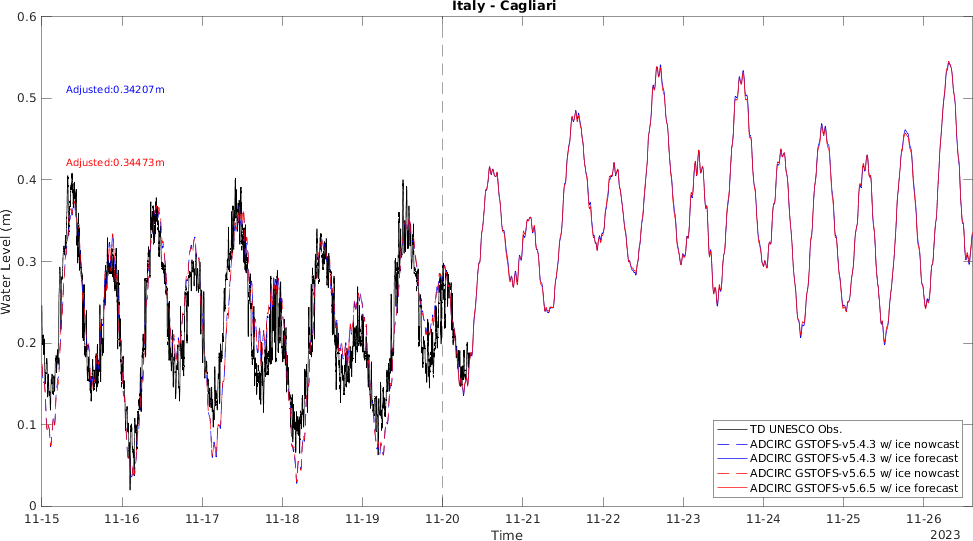 Italy - Cagliari
0.6
0.5
0.4
0.3
0.2
0.1
0
Water Level (m)
Adjusted:0.34207m
Adjusted:0.34473m
TD UNESCO Obs.
ADCIRC GSTOFS-v5.4.3 w/ ice nowcast
ADCIRC GSTOFS-v5.4.3 w/ ice forecast
ADCIRC GSTOFS-v5.6.5 w/ ice nowcast
ADCIRC GSTOFS-v5.6.5 w/ ice forecast
11-15 11-16 11-17 11-18 11-19 11-20 11-21 11-22 11-23 11-24 11-25 11-26
Time 2023